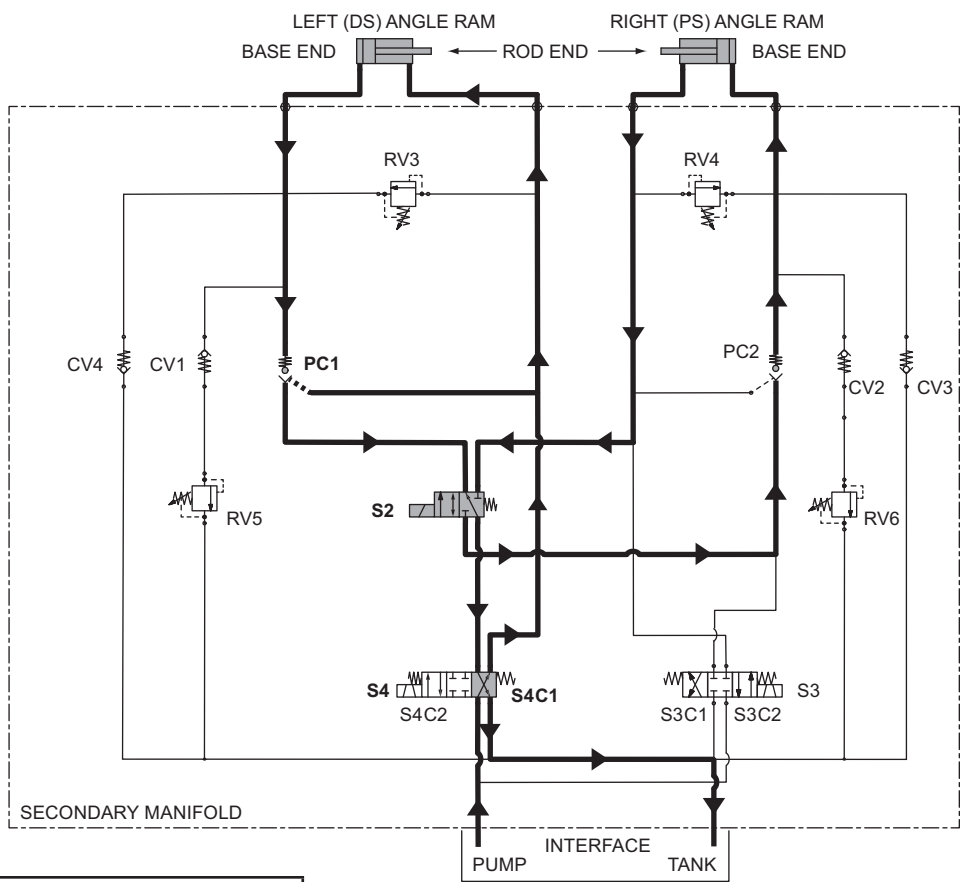 LEFT (DS) ANGLE RAM
RIGHT (PS) ANGLE RAM
BASE END
ROD END
BASE END
RV3
RV4
CV4
CV1
PC1
PC2
CV2
CV3
S2
RV5
RV6
S4
S4C2
S4C1
S3C1
S3C2
S3
SECONDARY MANIFOLD
INTERFACE
PUMP
TANK